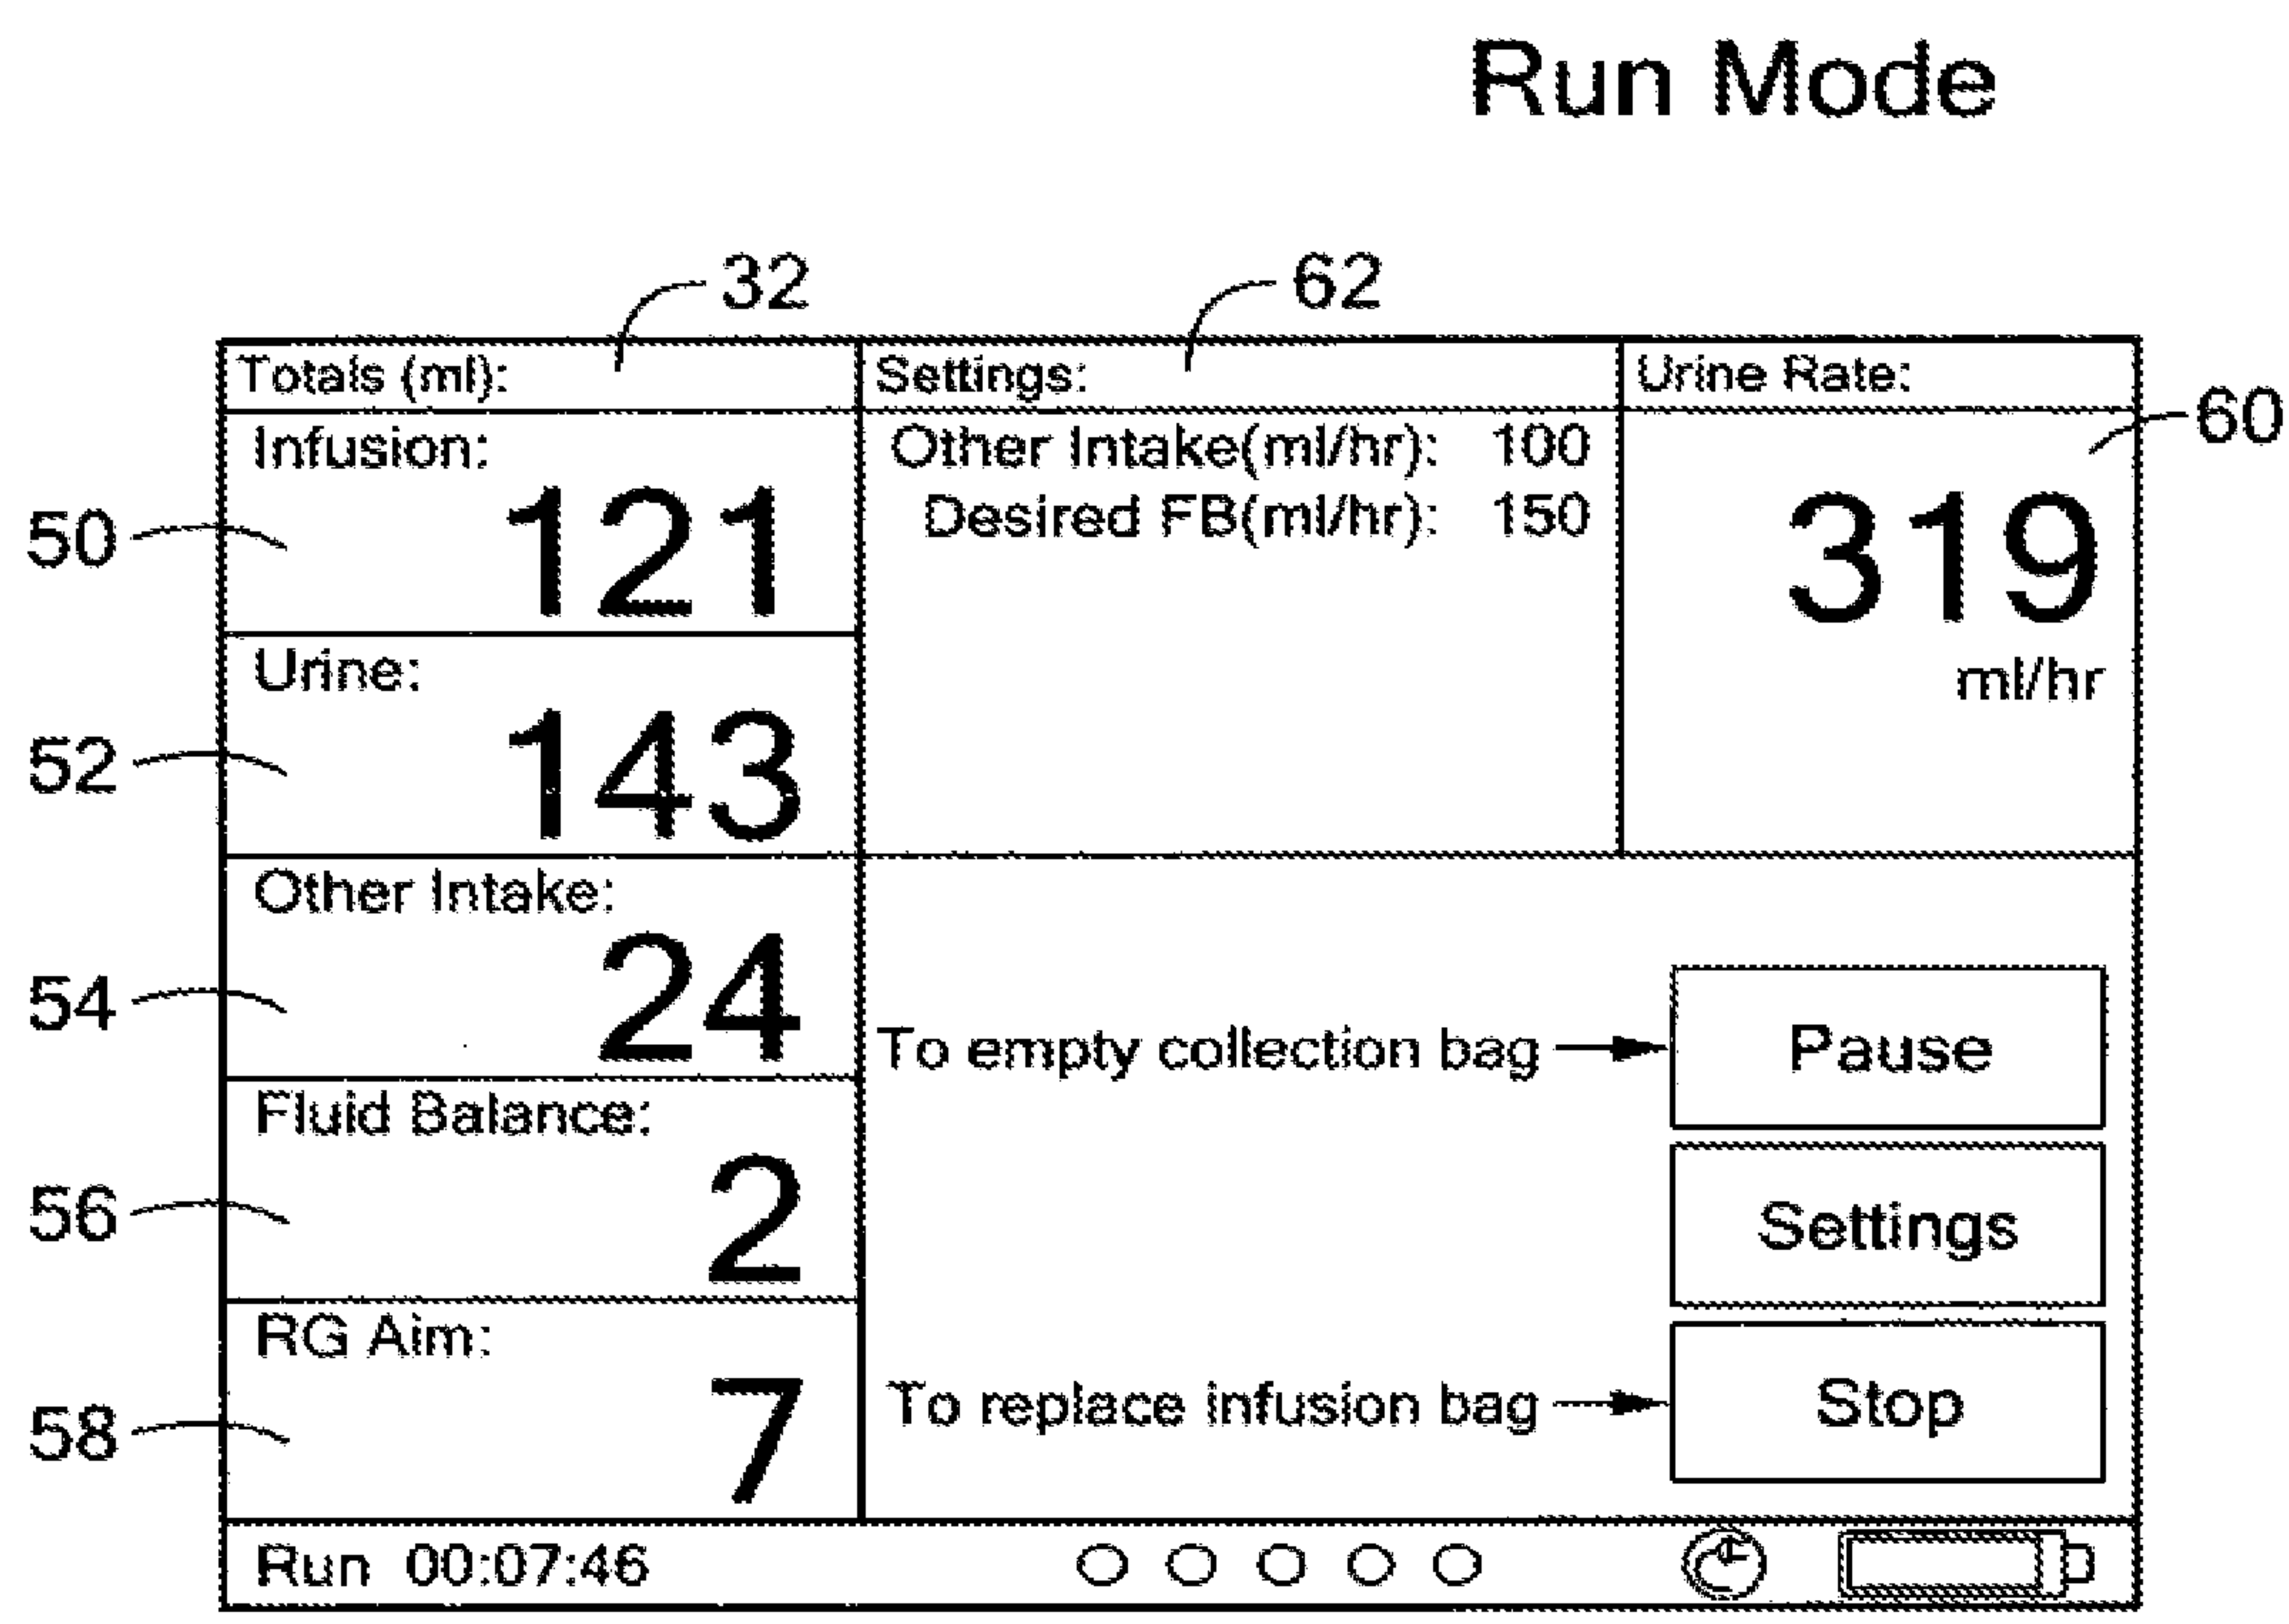 Run Mode
32
62
Totals (ml):
Settings:
Urine Rate:
60
Infusion:
121
50
Other Intake(ml/hr): 100
Desired FB(ml/hr): 150
319
ml/hr
Urine:
143
52
Other Intake:
24
54
To empty collection bag
Pause
Fluid Balance:
2
56
Settings
RG Aim:
7
58
To replace infusion bag
Stop
Run 00:07:46